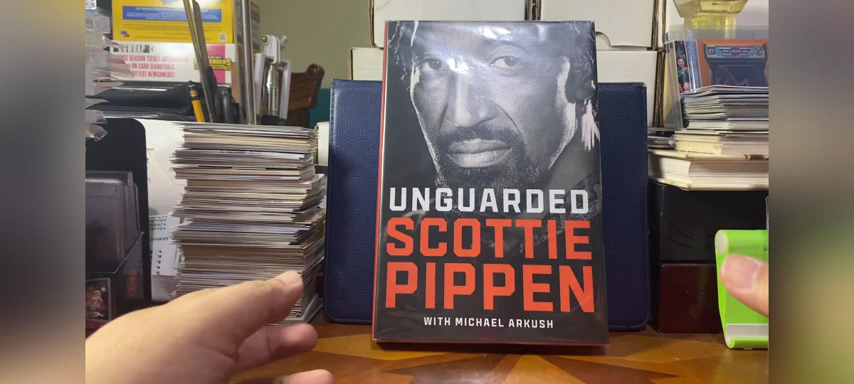 UNGUARDED
SCOTTIE
PIPPEN
WITH MICHAEL ARKUSH